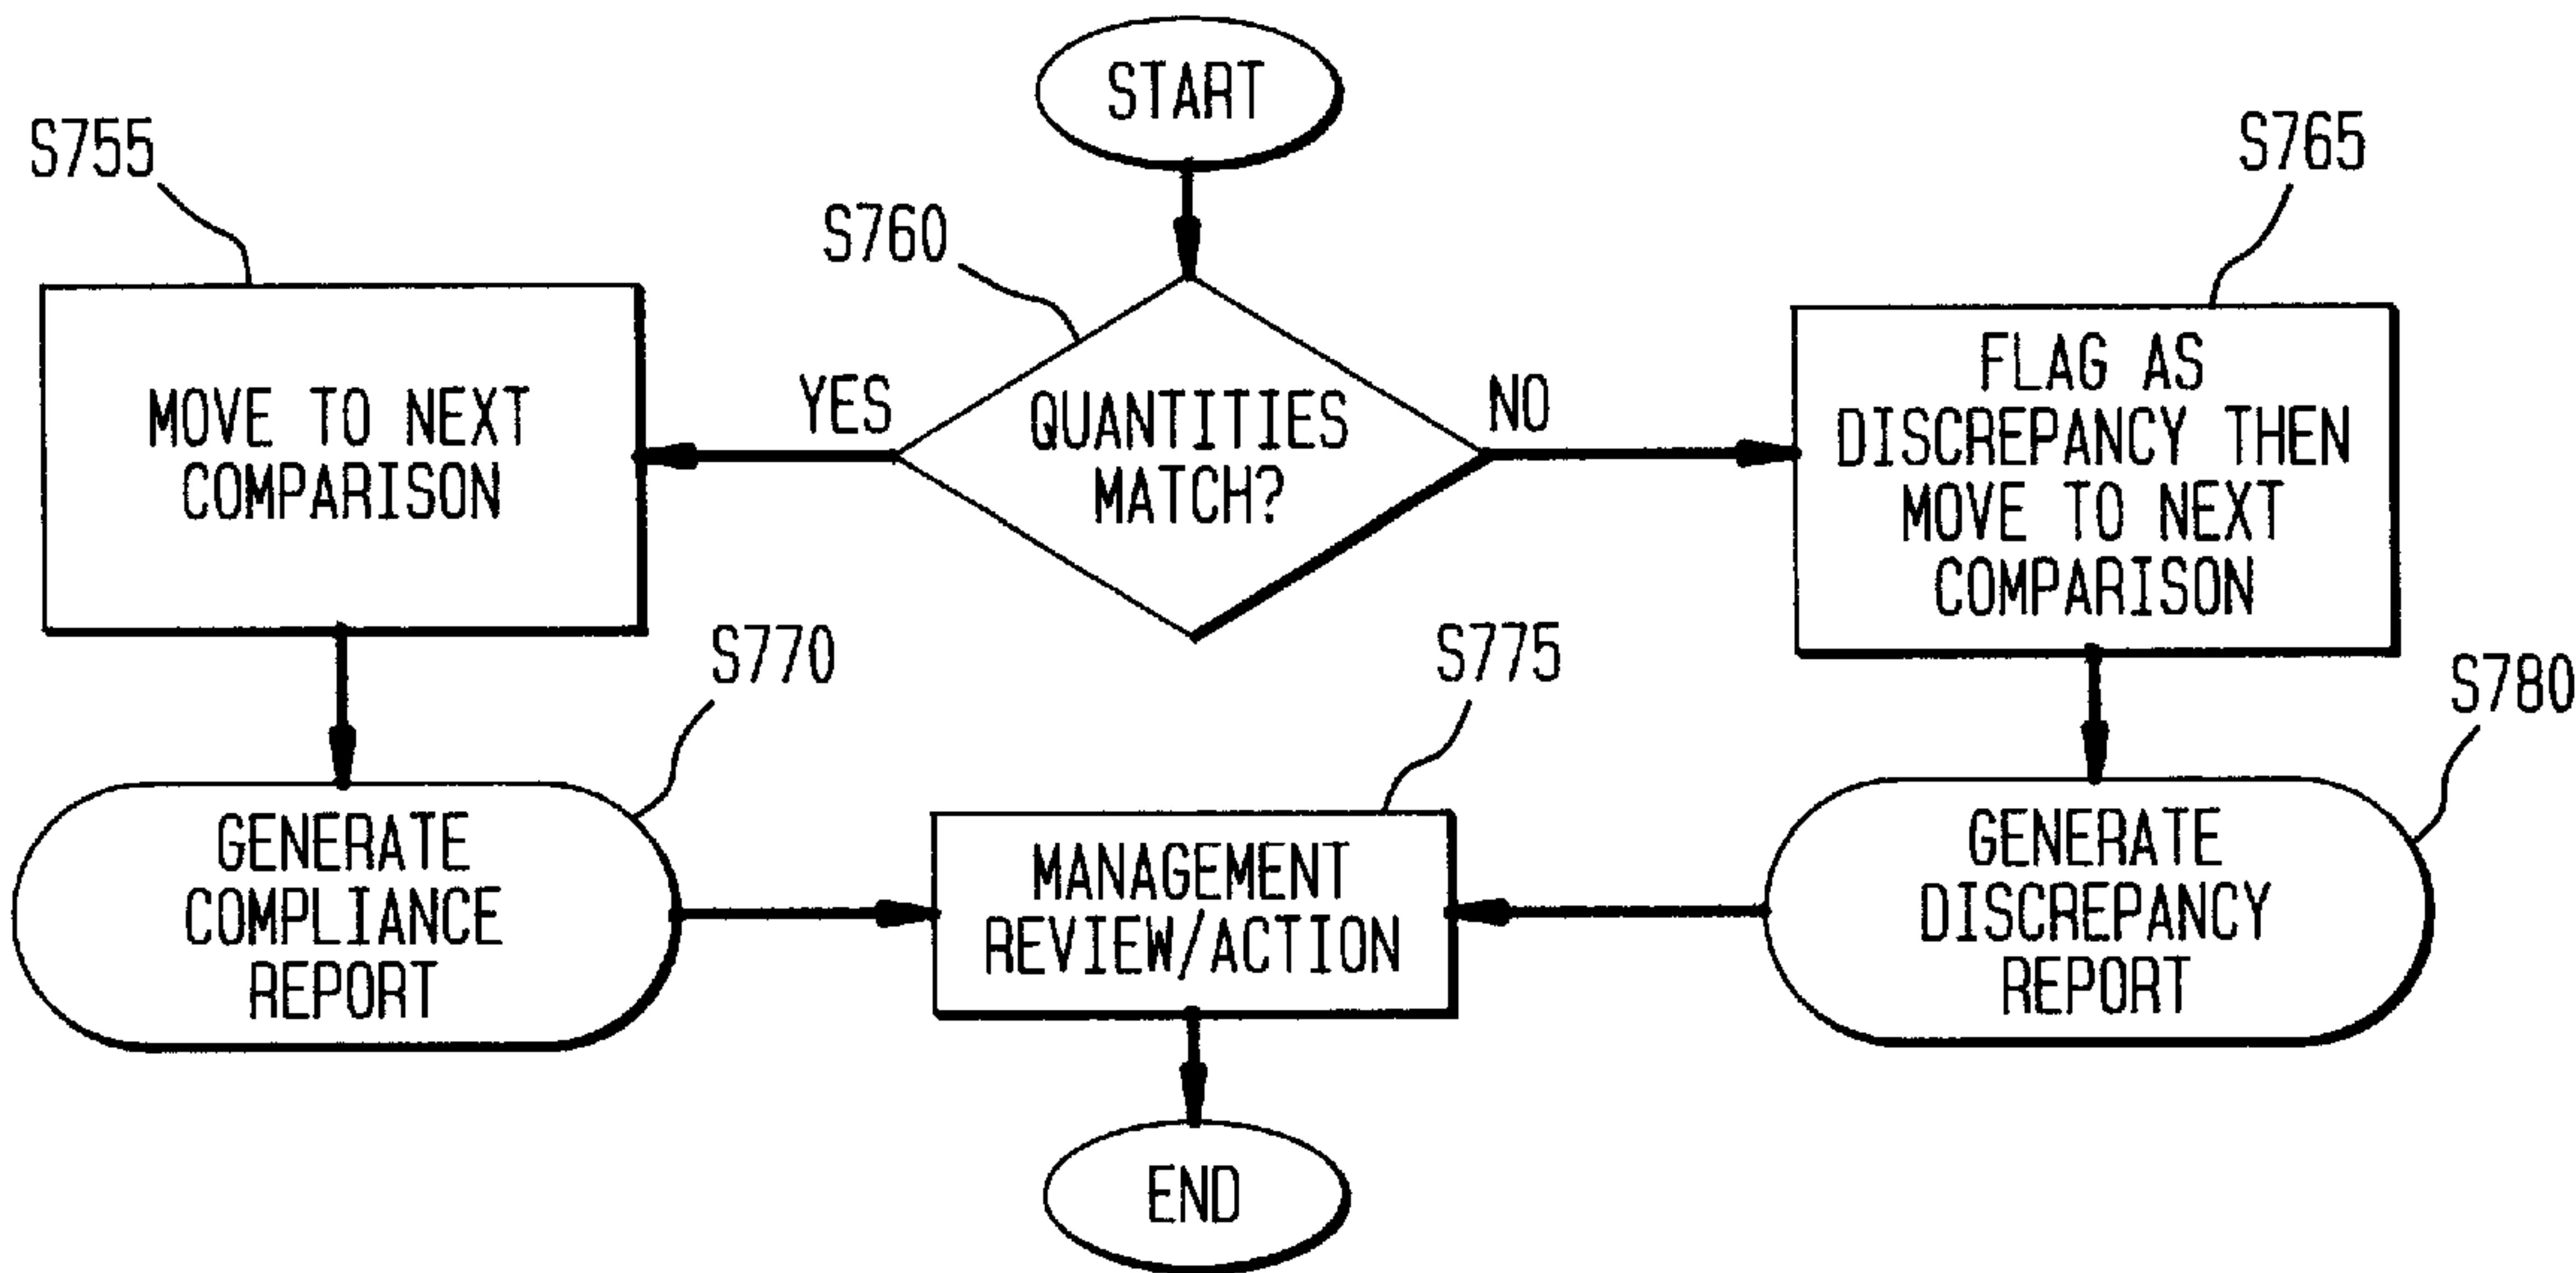 START
S755
S760
S765
MOVE TO NEXT
COMPARISON
YES
QUANTITIES
MATCH?
NO
FLAG AS
DISCREPANCY THEN
MOVE TO NEXT
COMPARISON
S770
S775
S780
GENERATE
COMPLIANCE
REPORT
MANAGEMENT
REVIEW/ACTION
GENERATE
DISCREPANCY
REPORT
END